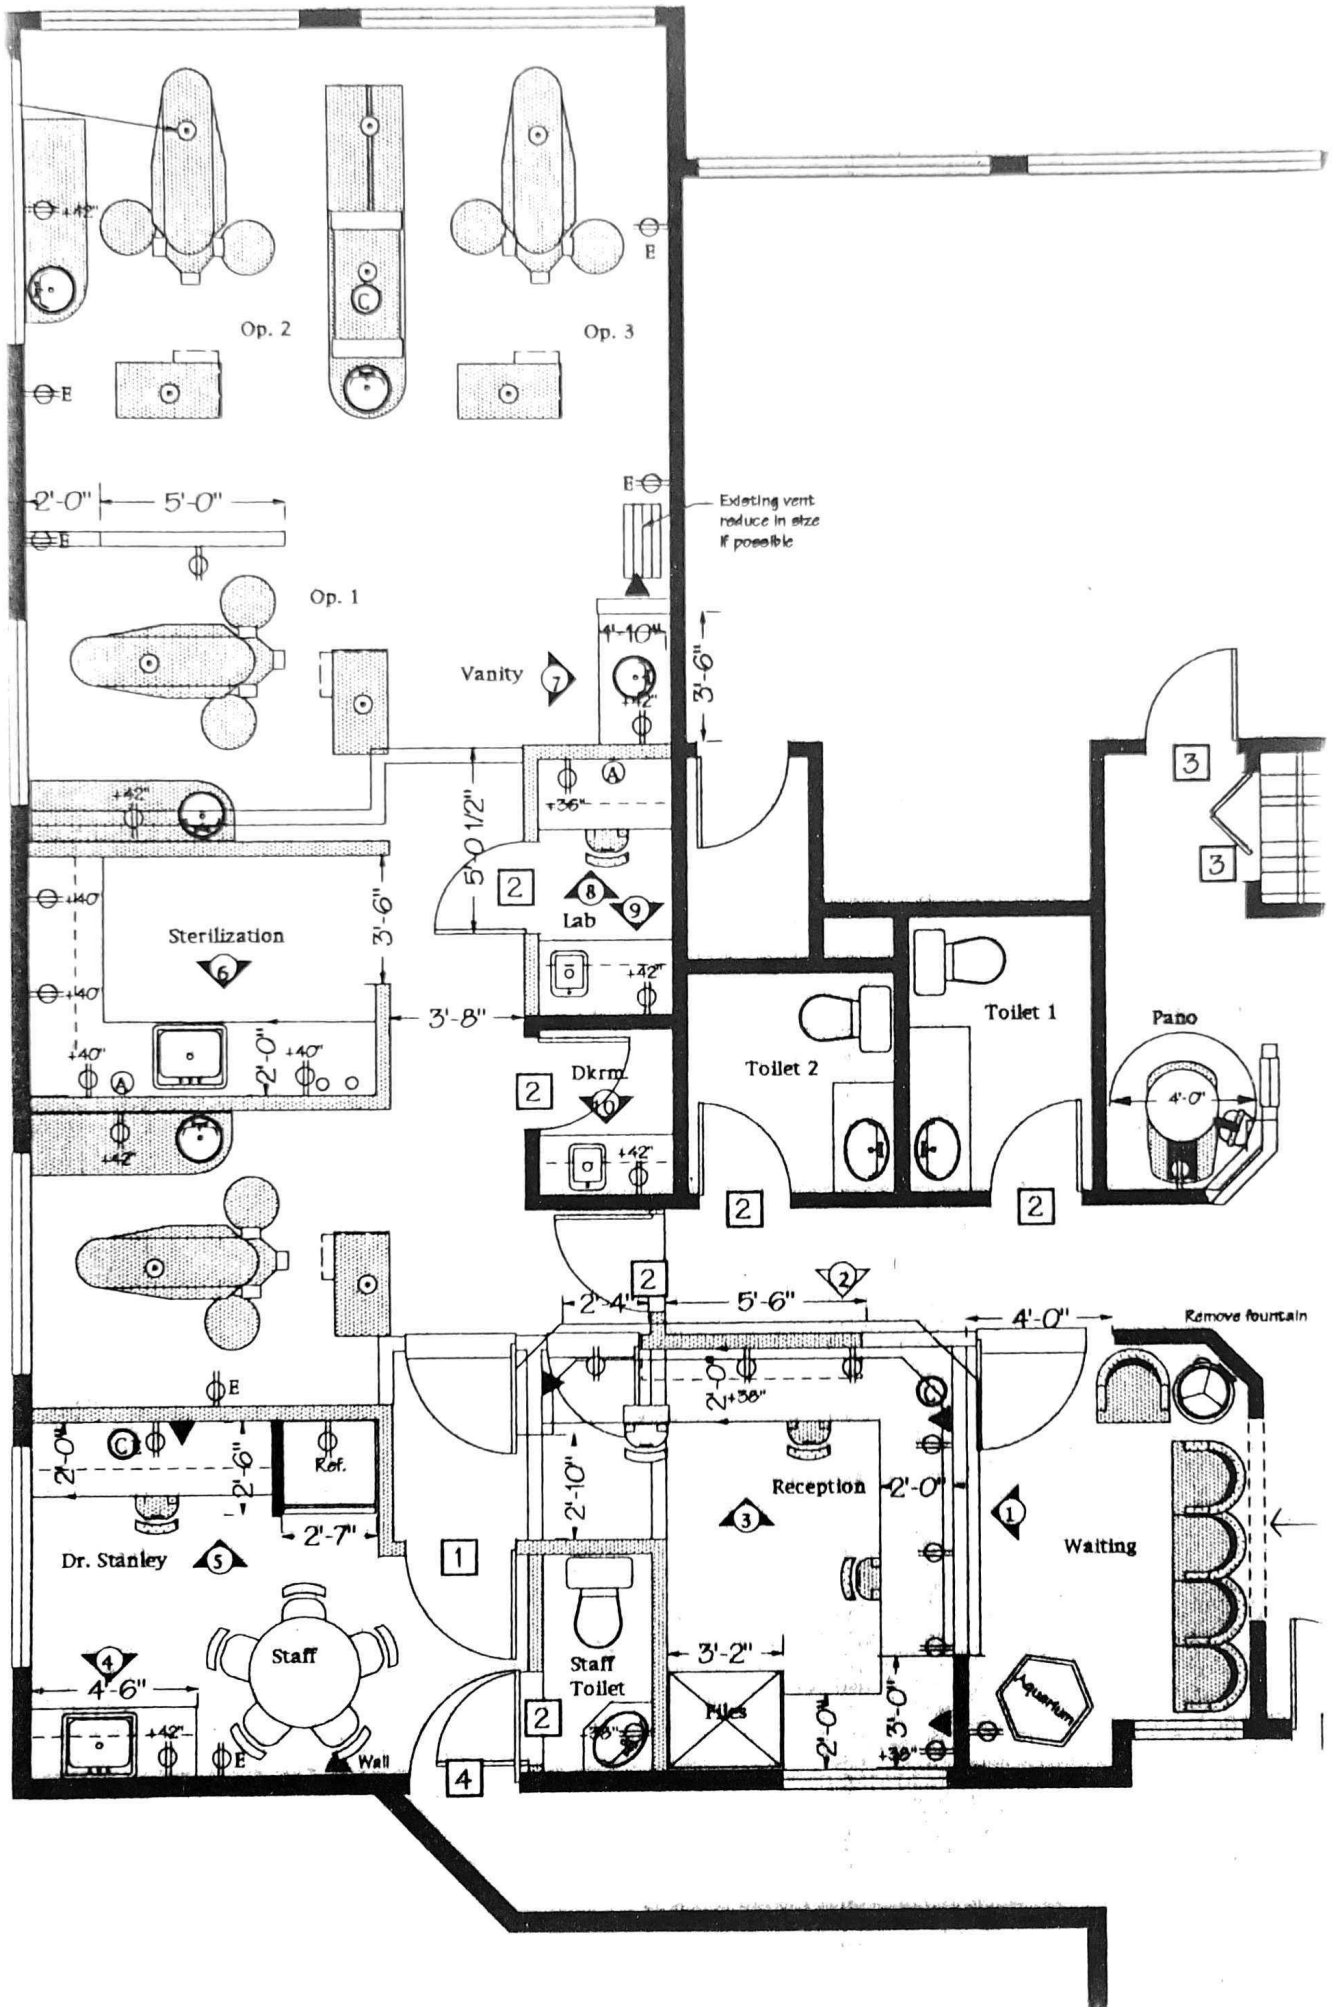 +42"
E
C
Op. 2
Op. 3
E
E
Existing vent
reduce in size
if possible
2'-0"
5'-0"
E
Op. 1
4'-10"
Vanity
7
3'-6"
+42"
+42"
A
+36"
5'-0 1/2"
3
3
2
8
9
Lab
+40"
3'-6"
Sterilization
6
+40"
+42"
3'-8"
Toilet 1
Pano
+40"
A
2'-0"
+40"
2
Dkrm.
10
Toilet 2
4'-0"
+42"
+42"
2
2
2
2
2'-4"
5'-6"
4'-0"
Remove fountain
E
2'-0"
+38"
C
2'-0"
C
2'-6"
Ref.
2'-10"
Reception
2'-0"
2'-7"
3
1
Waiting
Dr. Stanley
5
1
Staff
4
4'-6"
Staff
Toilet
3'-2"
Files
2'-0"
3'-0"
Aquarium
+42"
E
Wall
2
+38"
+38"
4